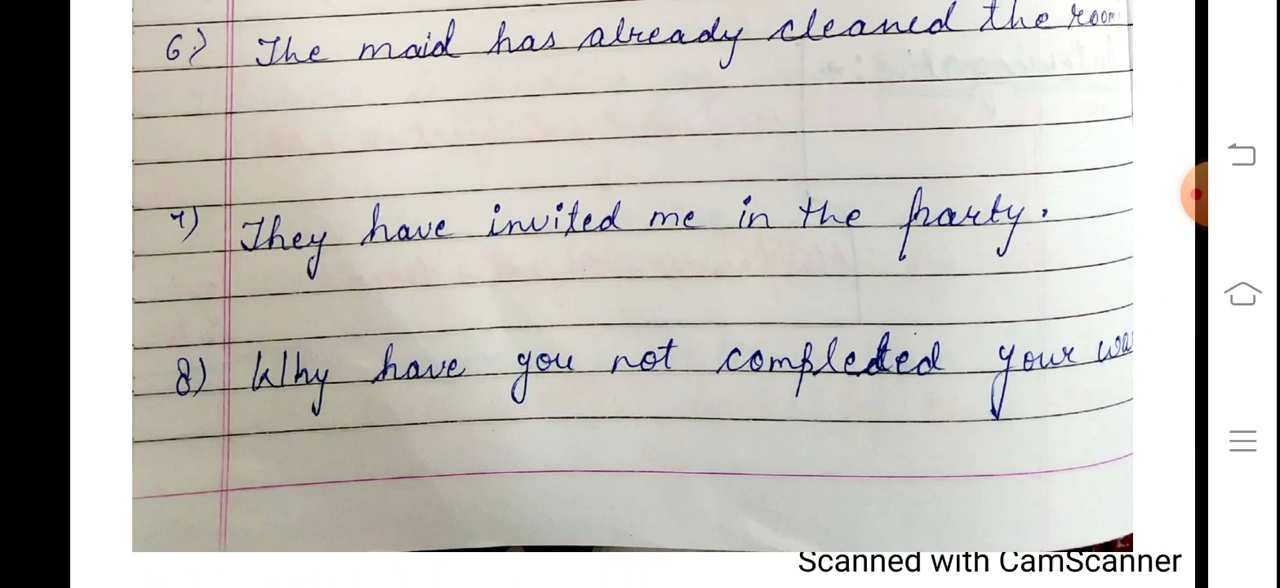 6) The maid has already cleaned the room
7) They have invited me in the party.
8) Why have you not completed your
Scanned with CamScanner